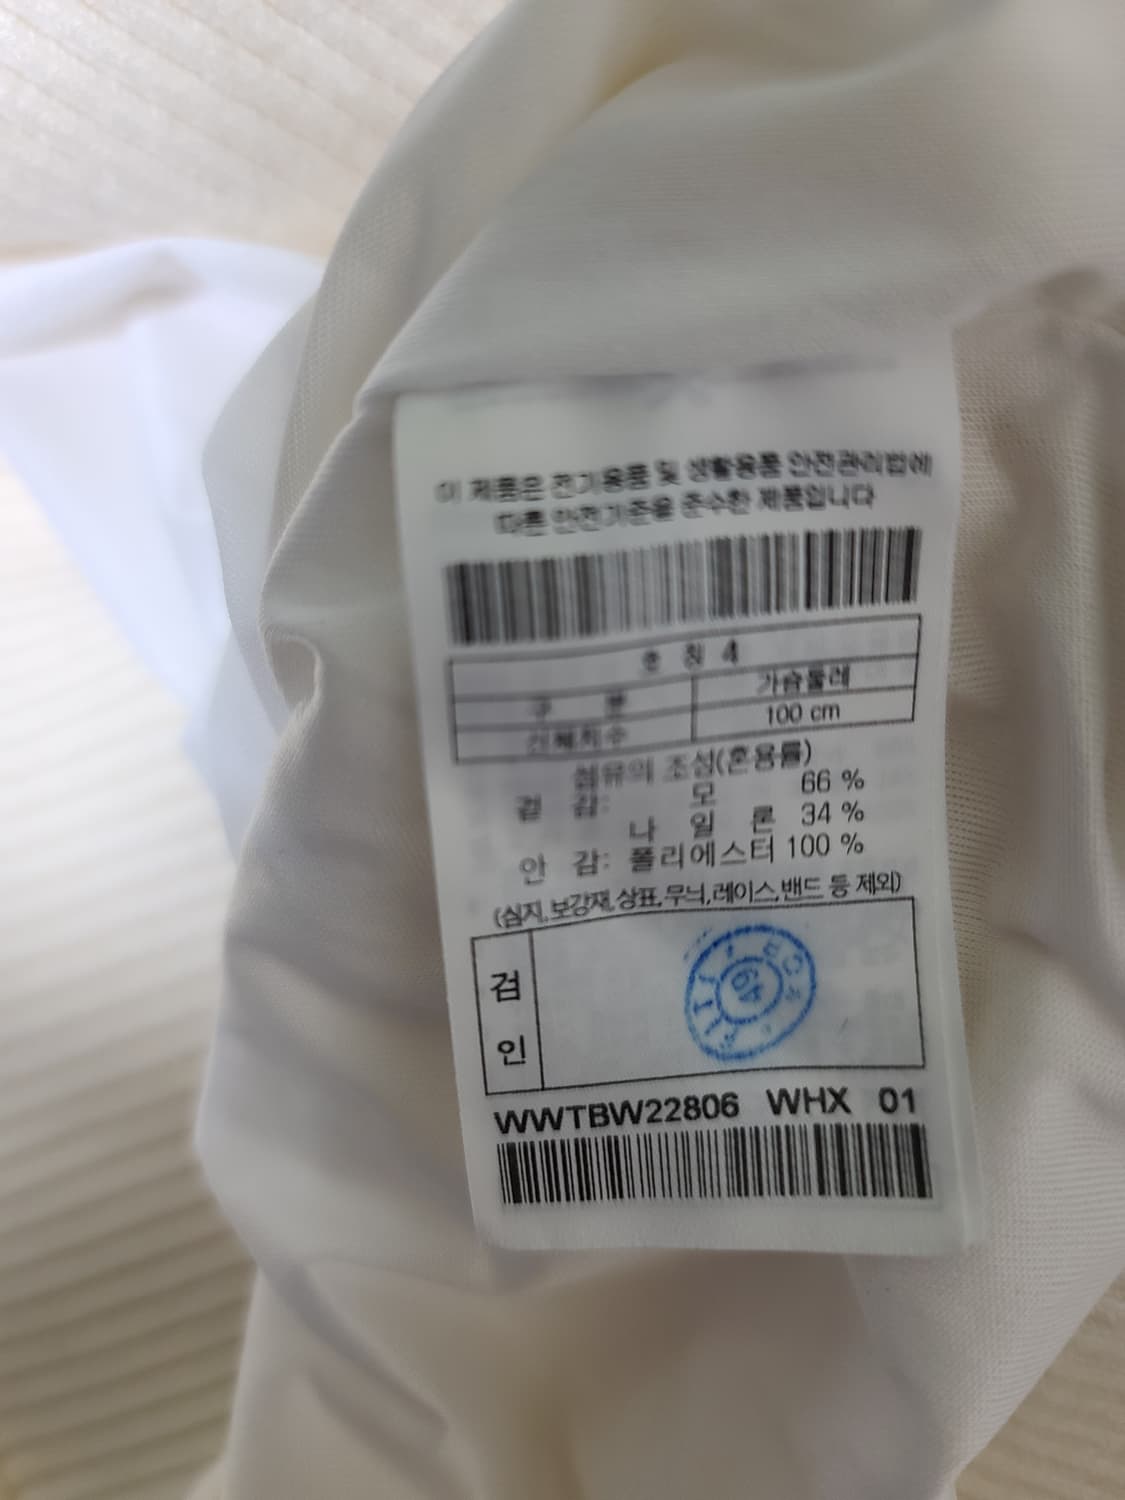 이 제품은 전기용품 및 생활용품 안전관리법에
따른 안전기준을 준수한 제품입니다
호 칭 4
구 분 가슴둘레
신체치수 100 cm
섬유의 조성(혼용률)
겉 감: 모 66 %
나 일 론 34 %
안 감: 폴리에스터 100 %
(심지,보강재,상표,무늬,레이스,밴드 등 제외)
검
인
WWTBW22806 WHX 01